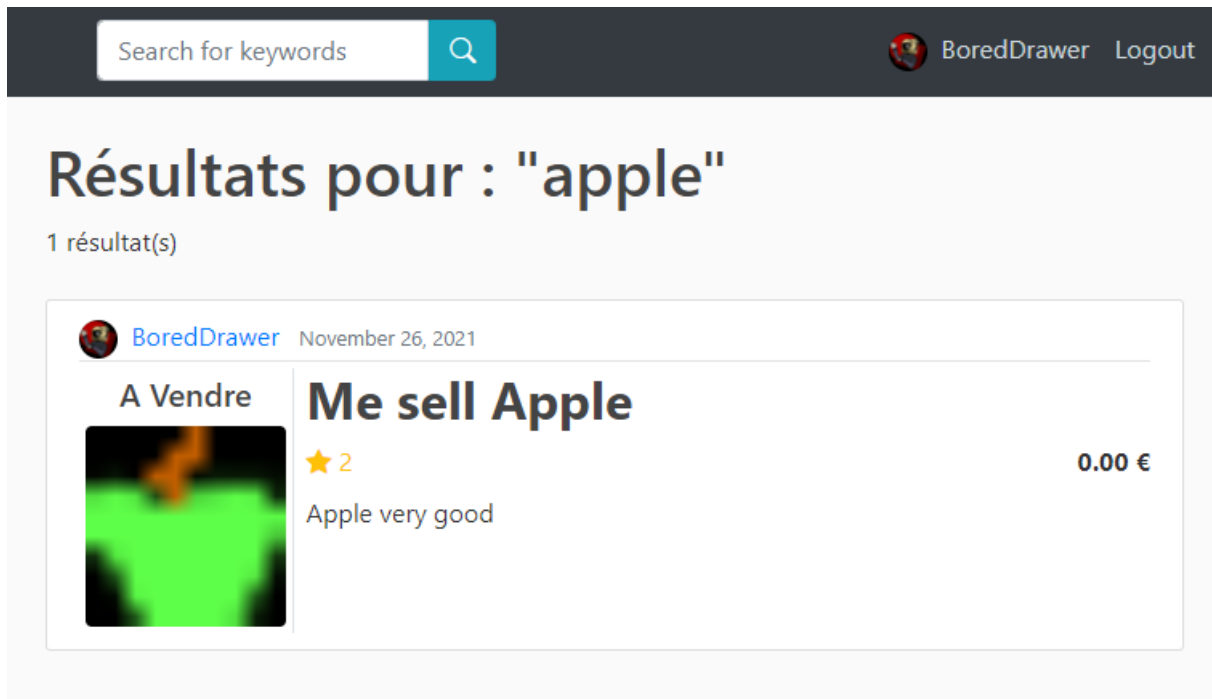 Search for keywords
BoredDrawer Logout
Résultats pour : "apple"
1 résultat(s)
BoredDrawer November 26, 2021
A Vendre
Me sell Apple
2
0.00 €
Apple very good